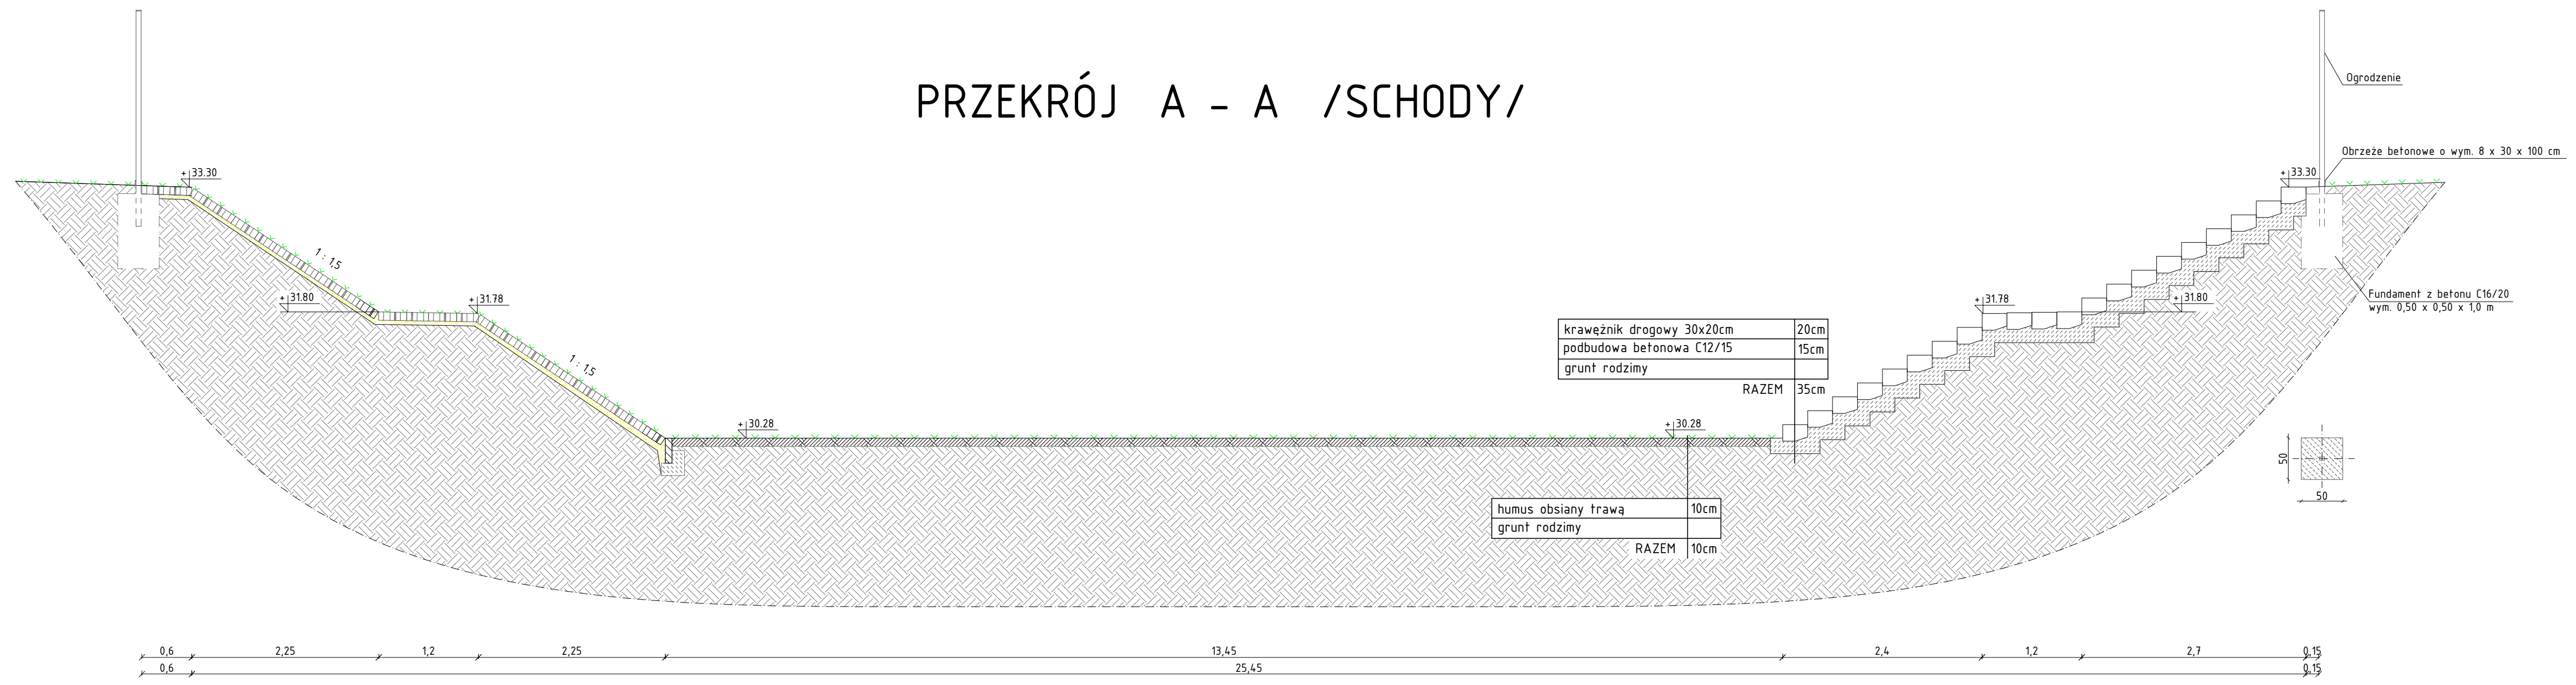 PRZEKRÓJ A - A /SCHODY/
Ogrodzenie
Obrzeże betonowe o wym. 8 x 30 x 100 cm
+33.30
+33.30
1 : 1,5
+31.80
+31.78
+31.78
+31.80
Fundament z betonu C16/20
wym. 0,50 x 0,50 x 1,0 m
krawężnik drogowy 30x20cm 20cm
podbudowa betonowa C12/15 15cm
grunt rodzimy
RAZEM 35cm
1 : 1,5
+30.28
+30.28
50
50
humus obsiany trawą 10cm
grunt rodzimy
RAZEM 10cm
0,6 2,25 1,2 2,25 13,45 2,4 1,2 2,7 0,15
0,6 25,45 0,15